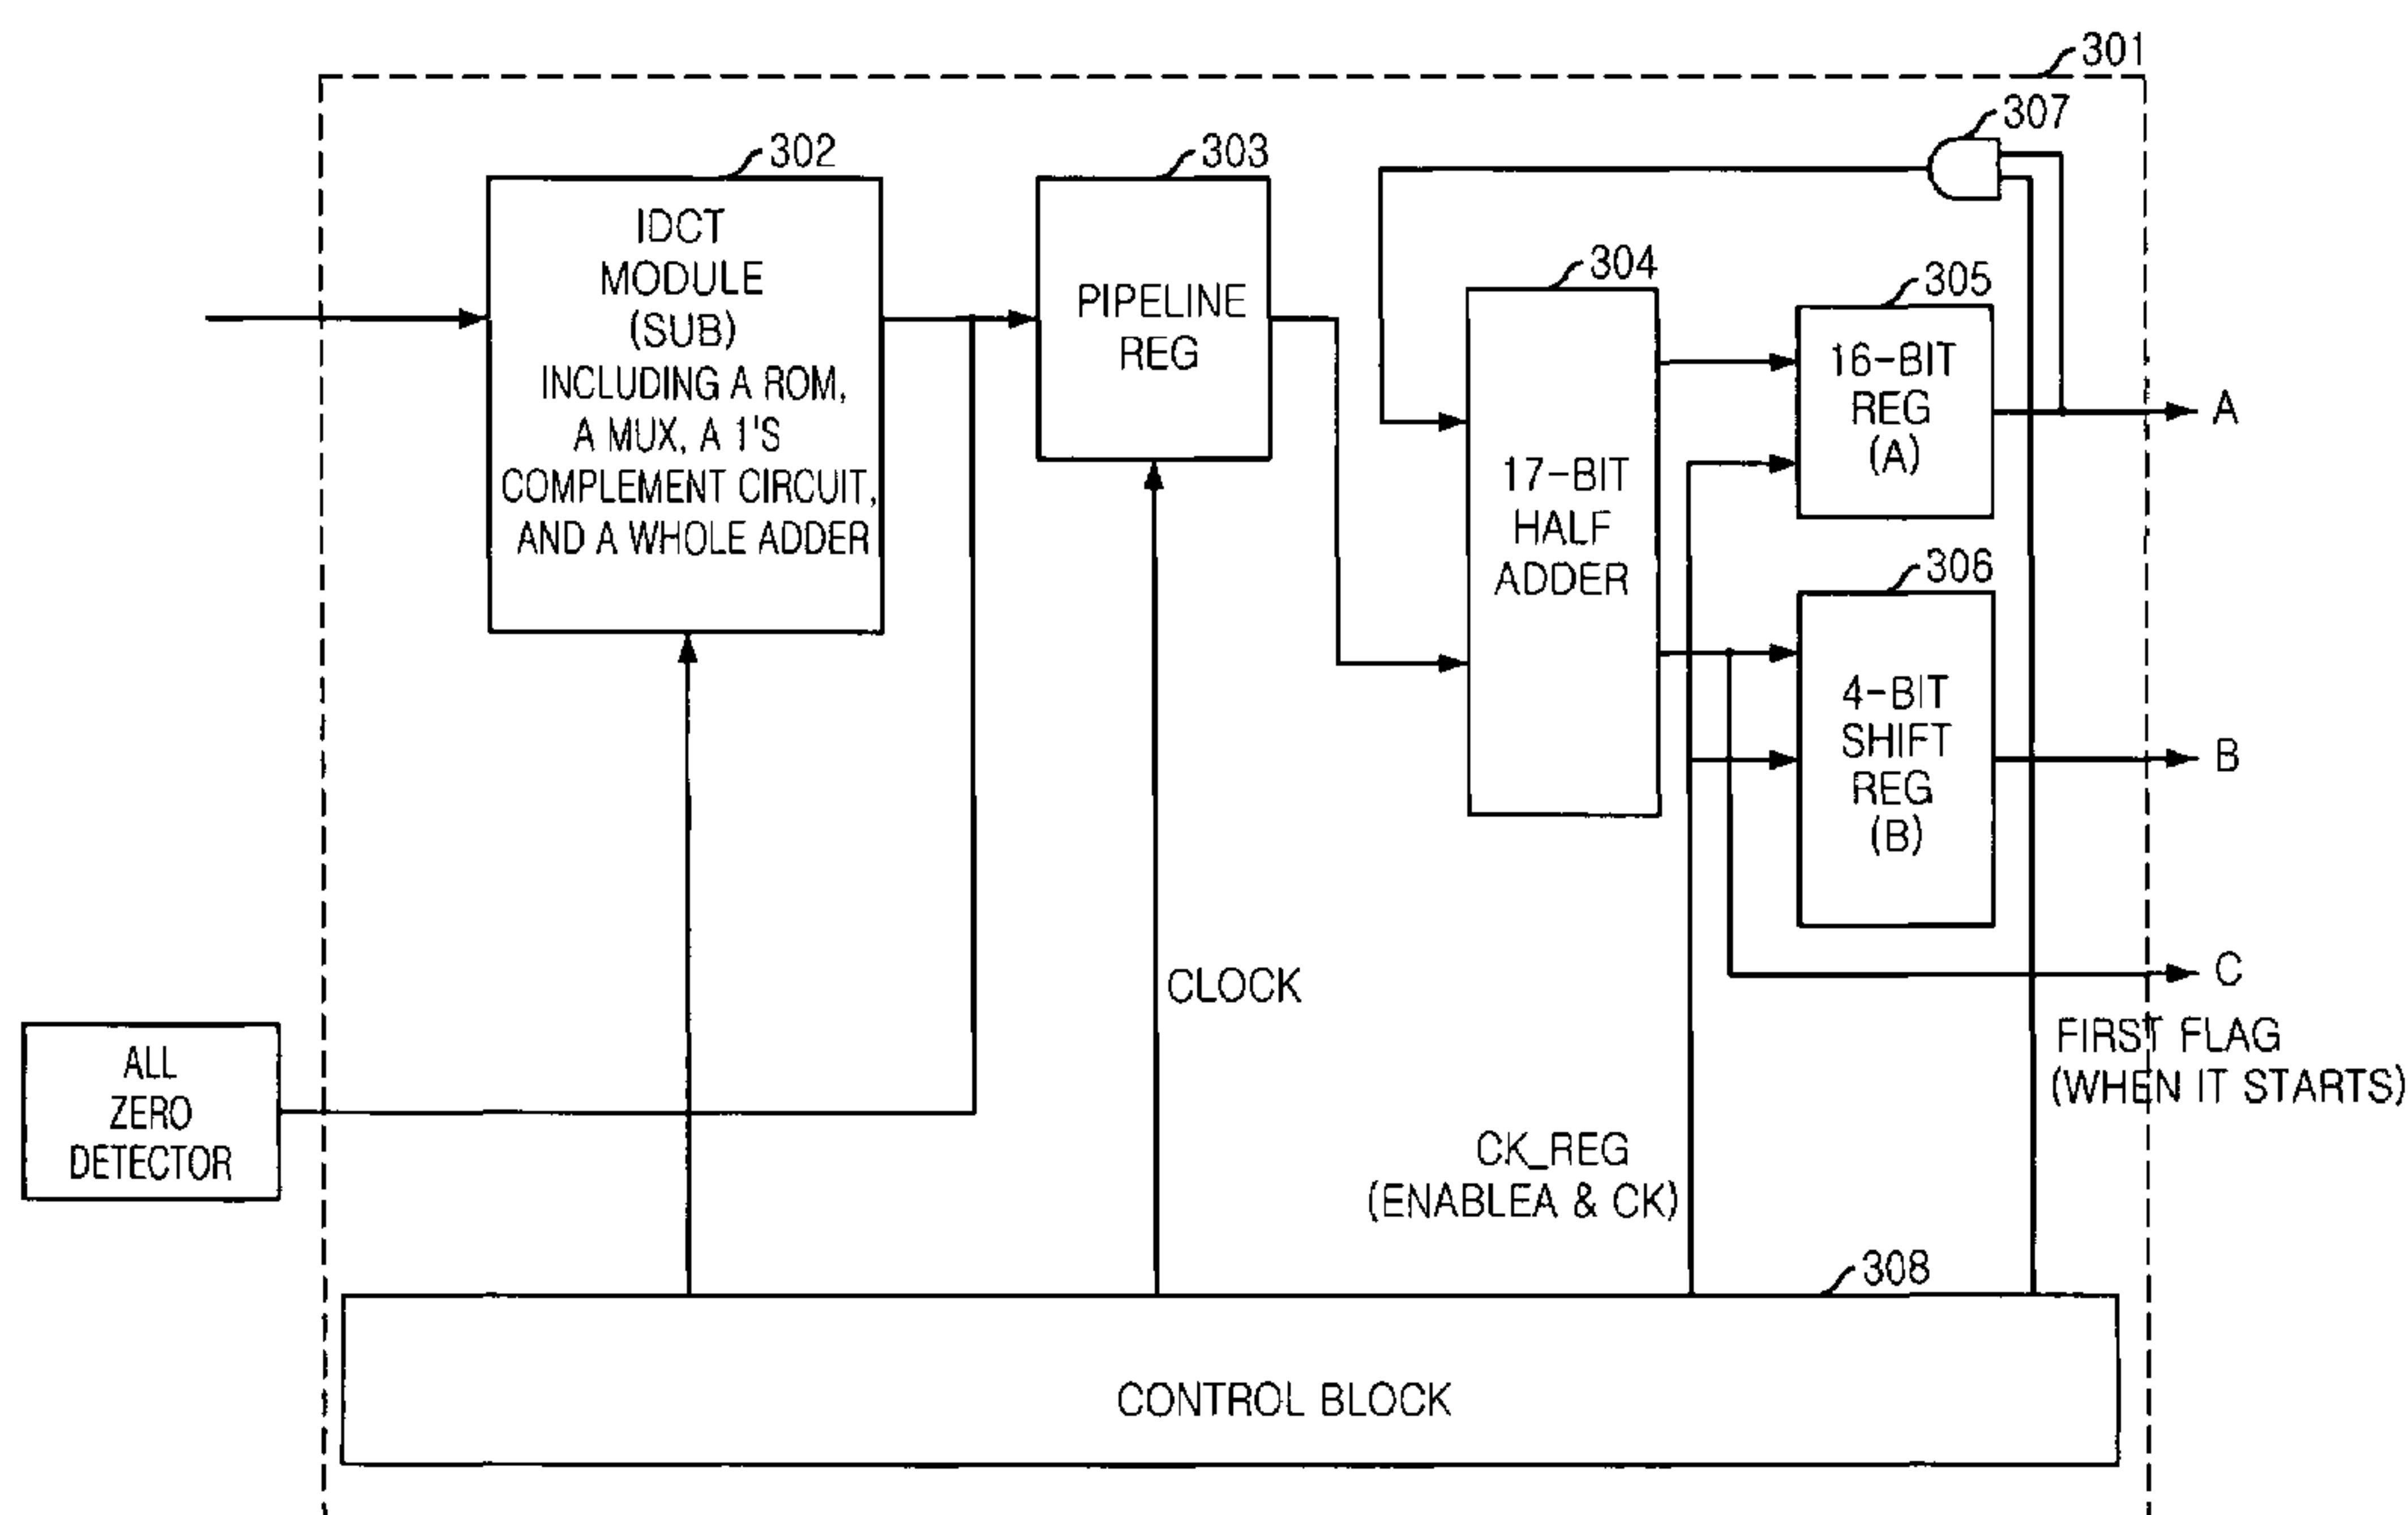 301
307
302
303
IDCT
MODULE
(SUB)
INCLUDING A ROM,
A MUX, A 1'S
COMPLEMENT CIRCUIT,
AND A WHOLE ADDER
PIPELINE
REG
304
17-BIT
HALF
ADDER
305
16-BIT
REG
(A)
A
306
4-BIT
SHIFT
REG
(B)
B
C
CLOCK
FIRST FLAG
(WHEN IT STARTS)
ALL
ZERO
DETECTOR
CK_REG
(ENABLEA & CK)
308
CONTROL BLOCK